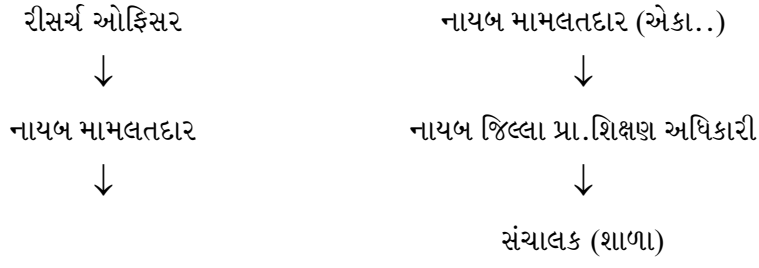 રીસર્ચ ઓફિસર
↓
નાયબ મામલતદાર
↓
નાયબ મામલતદાર (એકા..)
↓
નાયબ જિલ્લા પ્રા.શિક્ષણ અધિકારી
↓
સંચાલક (શાળા)